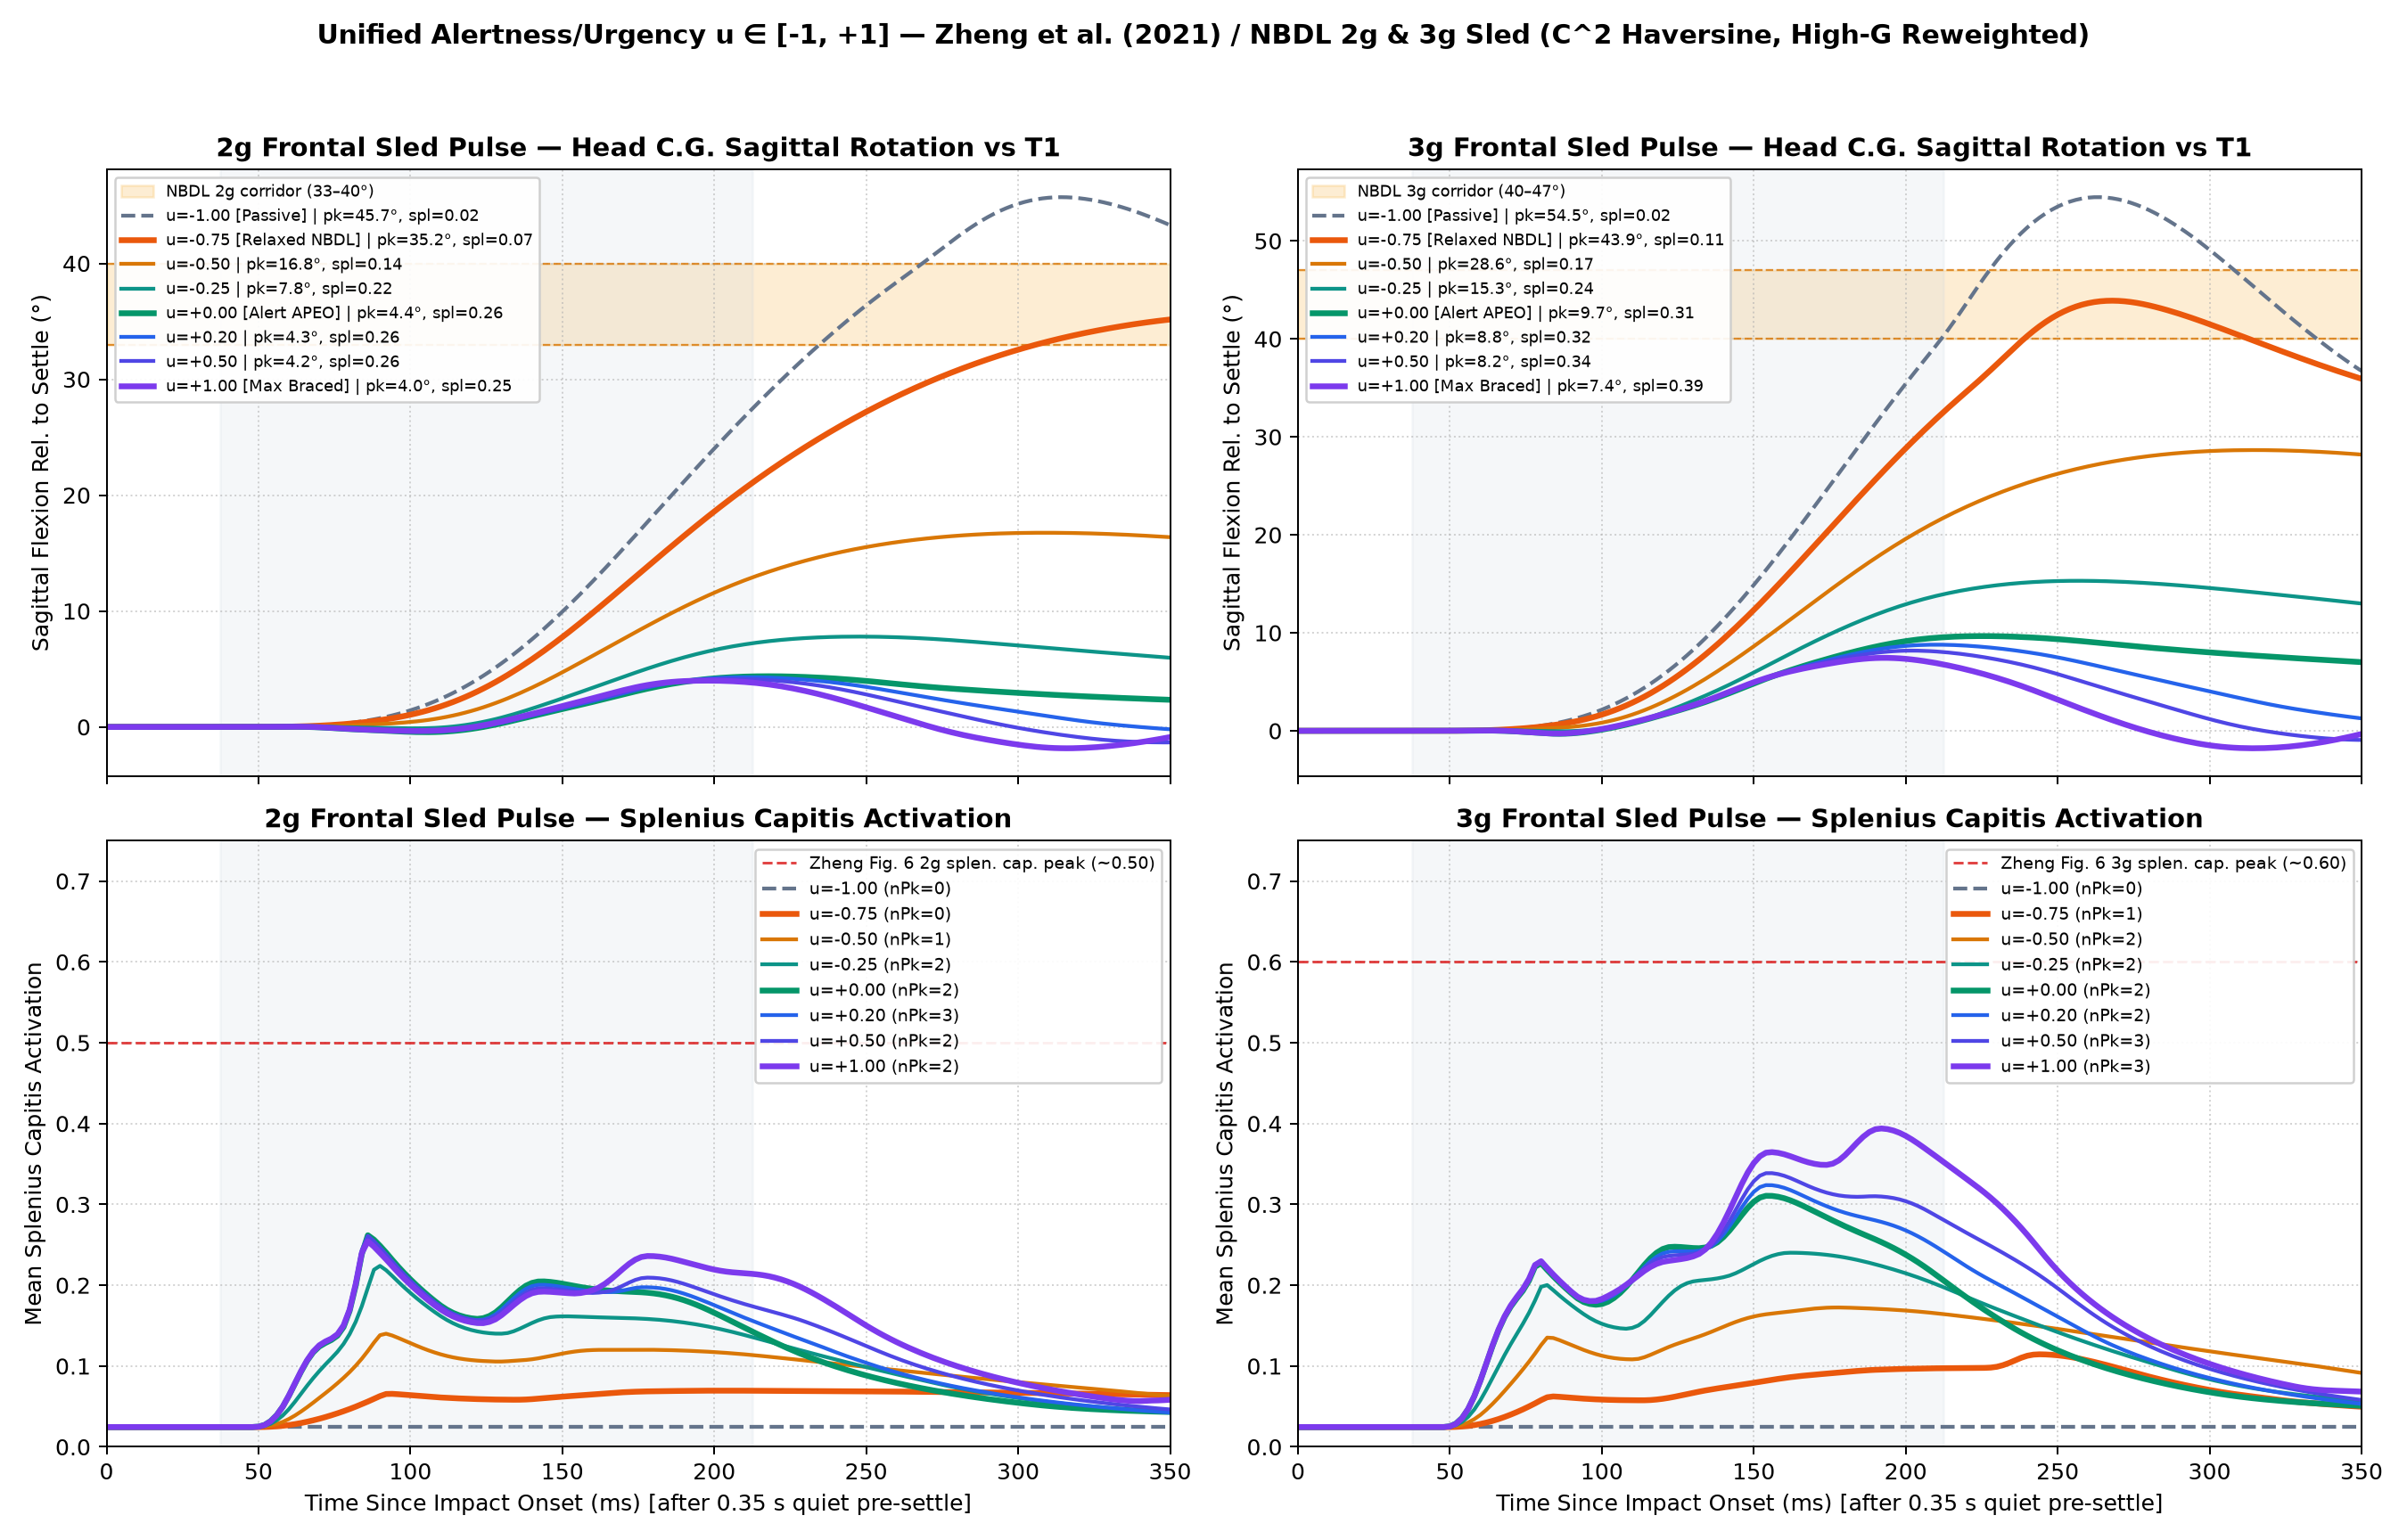 Unified Alertness/Urgency u ∈ [-1, +1] — Zheng et al. (2021) / NBDL 2g & 3g Sled (C^2 Haversine, High-G Reweighted)
2g Frontal Sled Pulse — Head C.G. Sagittal Rotation vs T1
NBDL 2g corridor (33–40°)
u=-1.00 [Passive] | pk=45.7°, spl=0.02
u=-0.75 [Relaxed NBDL] | pk=35.2°, spl=0.07
u=-0.50 | pk=16.8°, spl=0.14
u=-0.25 | pk=7.8°, spl=0.22
u=+0.00 [Alert APEO] | pk=4.4°, spl=0.26
u=+0.20 | pk=4.3°, spl=0.26
u=+0.50 | pk=4.2°, spl=0.26
u=+1.00 [Max Braced] | pk=4.0°, spl=0.25
Sagittal Flexion Rel. to Settle (°)
40
30
20
10
0
3g Frontal Sled Pulse — Head C.G. Sagittal Rotation vs T1
NBDL 3g corridor (40–47°)
u=-1.00 [Passive] | pk=54.5°, spl=0.02
u=-0.75 [Relaxed NBDL] | pk=43.9°, spl=0.11
u=-0.50 | pk=28.6°, spl=0.17
u=-0.25 | pk=15.3°, spl=0.24
u=+0.00 [Alert APEO] | pk=9.7°, spl=0.31
u=+0.20 | pk=8.8°, spl=0.32
u=+0.50 | pk=8.2°, spl=0.34
u=+1.00 [Max Braced] | pk=7.4°, spl=0.39
Sagittal Flexion Rel. to Settle (°)
50
40
30
20
10
0
2g Frontal Sled Pulse — Splenius Capitis Activation
Zheng Fig. 6 2g splen. cap. peak (~0.50)
u=-1.00 (nPk=0)
u=-0.75 (nPk=0)
u=-0.50 (nPk=1)
u=-0.25 (nPk=2)
u=+0.00 (nPk=2)
u=+0.20 (nPk=3)
u=+0.50 (nPk=2)
u=+1.00 (nPk=2)
Mean Splenius Capitis Activation
0.7
0.6
0.5
0.4
0.3
0.2
0.1
0.0
0 50 100 150 200 250 300 350
Time Since Impact Onset (ms) [after 0.35 s quiet pre-settle]
3g Frontal Sled Pulse — Splenius Capitis Activation
Zheng Fig. 6 3g splen. cap. peak (~0.60)
u=-1.00 (nPk=0)
u=-0.75 (nPk=1)
u=-0.50 (nPk=2)
u=-0.25 (nPk=2)
u=+0.00 (nPk=2)
u=+0.20 (nPk=2)
u=+0.50 (nPk=3)
u=+1.00 (nPk=3)
Mean Splenius Capitis Activation
0.7
0.6
0.5
0.4
0.3
0.2
0.1
0.0
0 50 100 150 200 250 300 350
Time Since Impact Onset (ms) [after 0.35 s quiet pre-settle]